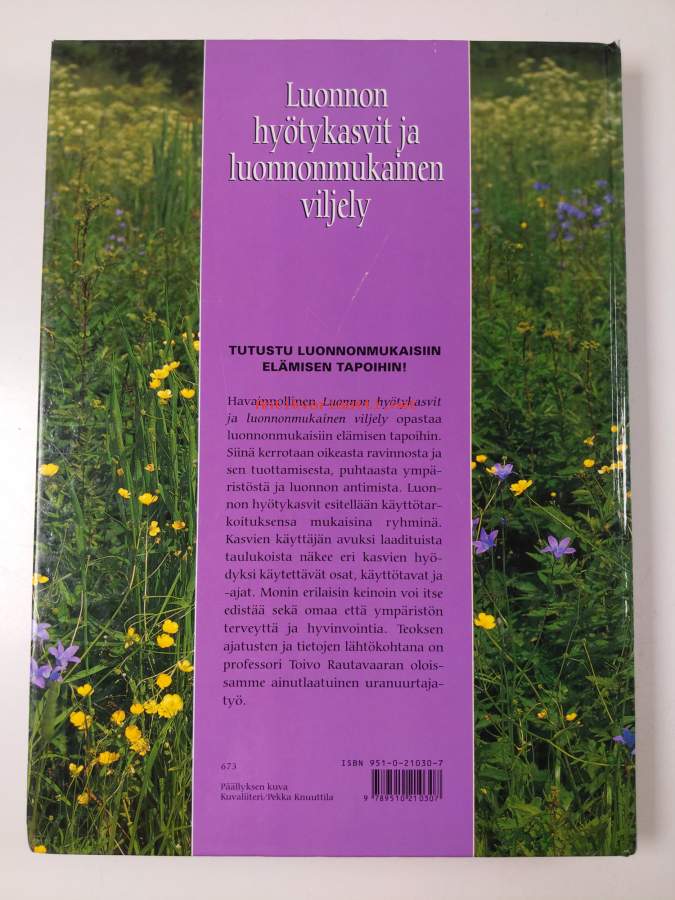 Luonnon
hyötykasvit ja
luonnonmukainen
viljely
TUTUSTU LUONNONMUKAISIIN
ELÄMISEN TAPOIHIN!
Havainnollinen Luonnon hyötykasvit
ja luonnonmukainen viljely opastaa
luonnonmukaisiin elämisen tapoihin.
Siinä kerrotaan oikeasta ravinnosta ja
sen tuottamisesta, puhtaasta ympä-
ristöstä ja luonnon antimista. Luon-
non hyötykasvit esitellään käyttötar-
koituksensa mukaisina ryhminä.
Kasvien käyttäjän avuksi laadituista
taulukoista näkee eri kasvien hyö-
dyksi käytettävät osat, käyttötavat ja
-ajat. Monin erilaisin keinoin voi itse
edistää sekä omaa että ympäristön
terveyttä ja hyvinvointia. Teoksen
ajatusten ja tietojen lähtökohtana on
professori Toivo Rautavaaran olois-
samme ainutlaatuinen uranuurtaja-
työ.
673
ISBN 951-0-21030-7
Päällyksen kuva
Kuvaliiteri/Pekka Knuuttila
9 789510 210307